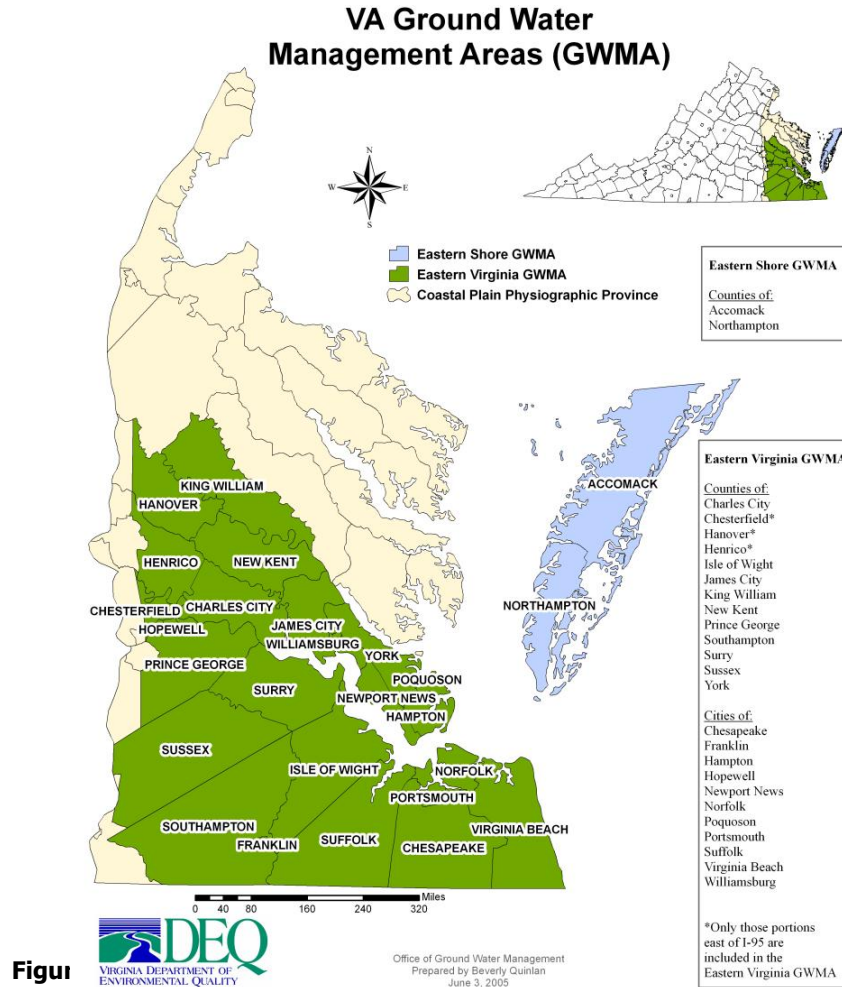 VA Ground Water
Management Areas (GWMA)
N
W E
S
Eastern Shore GWMA
Eastern Virginia GWMA
Coastal Plain Physiographic Province
Eastern Shore GWMA
Counties of:
Accomack
Northampton
KING WILLIAM
HANOVER
HENRICO
NEW KENT
CHESTERFIELD
CHARLES CITY
HOPEWELL
JAMES CITY
WILLIAMSBURG
PRINCE GEORGE
YORK
POQUOSON
SURRY
NEWPORT NEWS
HAMPTON
SUSSEX
ISLE OF WIGHT
NORFOLK
PORTSMOUTH
SOUTHAMPTON
FRANKLIN
SUFFOLK
CHESAPEAKE
VIRGINIA BEACH
ACCOMACK
NORTHAMPTON
Eastern Virginia GWMA
Counties of:
Charles City
Chesterfield*
Hanover*
Henrico*
Isle of Wight
James City
King William
New Kent
Prince George
Southampton
Surry
Sussex
York
Cities of:
Chesapeake
Franklin
Hampton
Hopewell
Newport News
Norfolk
Poquoson
Portsmouth
Suffolk
Virginia Beach
Williamsburg
*Only those portions
east of I-95 are
included in the
Eastern Virginia GWMA
Miles
0 40 80 160 240 320
DEQ
VIRGINIA DEPARTMENT OF
ENVIRONMENTAL QUALITY
Office of Ground Water Management
Prepared by Beverly Quinlan
June 3, 2005